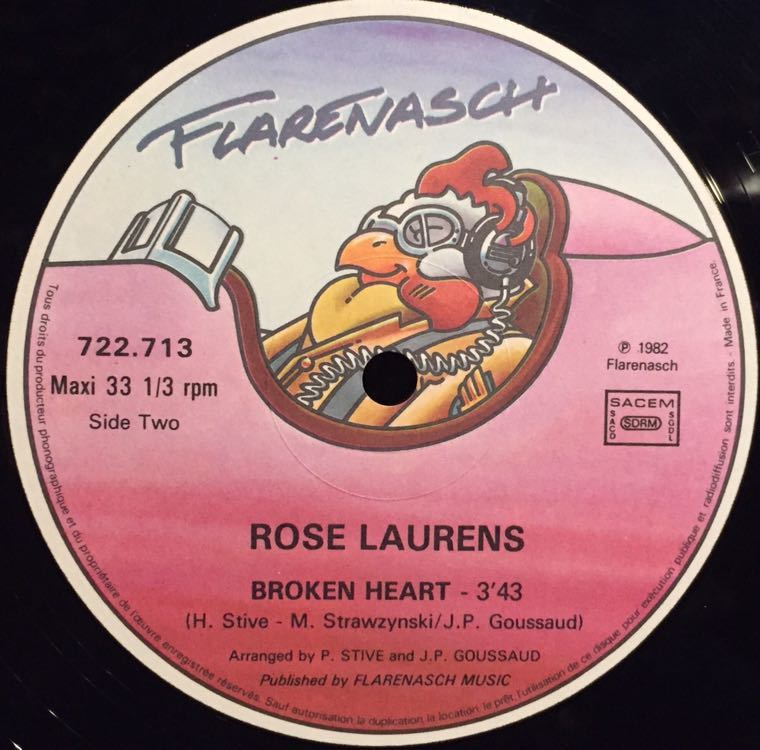 FLARENASCH
722.713
Maxi 33 1/3 rpm
Side Two
℗ 1982
Flarenasch
SACEM
SACD
SDRM
SGDL
ROSE LAURENS
BROKEN HEART - 3'43
(H. Stive - M. Strawzynski/J.P. Goussaud)
Arranged by P. STIVE and J.P. GOUSSAUD
Published by FLARENASCH MUSIC
Tous droits du producteur phonographique et du propriétaire de l'œuvre enregistrée réservés. Sauf autorisation la duplication, la location, le prêt, l'utilisation de ce disque pour exécution publique et radiodiffusion sont interdits. - Made in France.